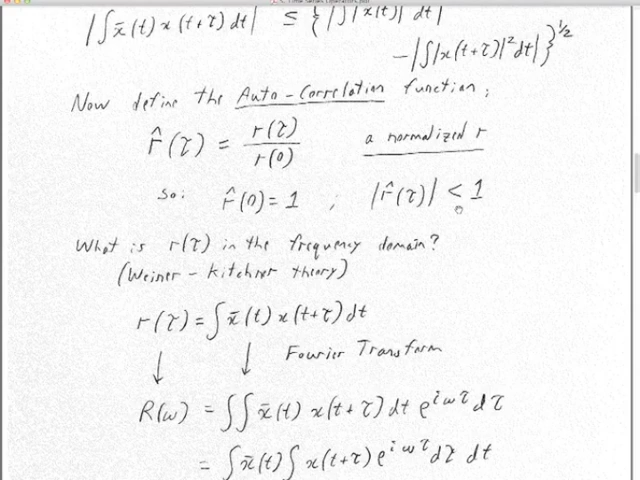 |∫x̄(t) x(t+τ) dt| ≤ {|∫|x(t)| dt|
-|∫|x(t+τ)|² dt|}^½
Now define the Auto-Correlation function;
r̂(τ) = r(τ) / r(0)   a normalized r
So: r̂(0) = 1 ; |r̂(τ)| < 1
What is r(τ) in the frequency domain?
(Weiner - Kitchner theory)
r(τ) = ∫x̄(t) x(t+τ) dt
↓ ↓ Fourier Transform
R(ω) = ∫∫ x̄(t) x(t+τ) dt e^{iωτ} dτ
= ∫x̄(t) ∫ x(t+τ) e^{iωτ} dτ dt